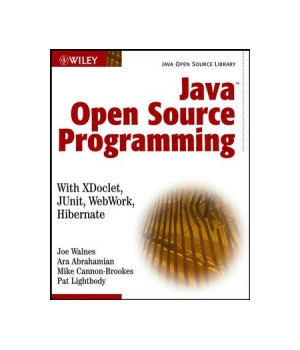 WILEY
JAVA OPEN SOURCE LIBRARY
Java™
Open Source
Programming
With XDoclet,
JUnit, WebWork,
Hibernate
Joe Walnes
Ara Abrahamian
Mike Cannon-Brookes
Pat Lightbody